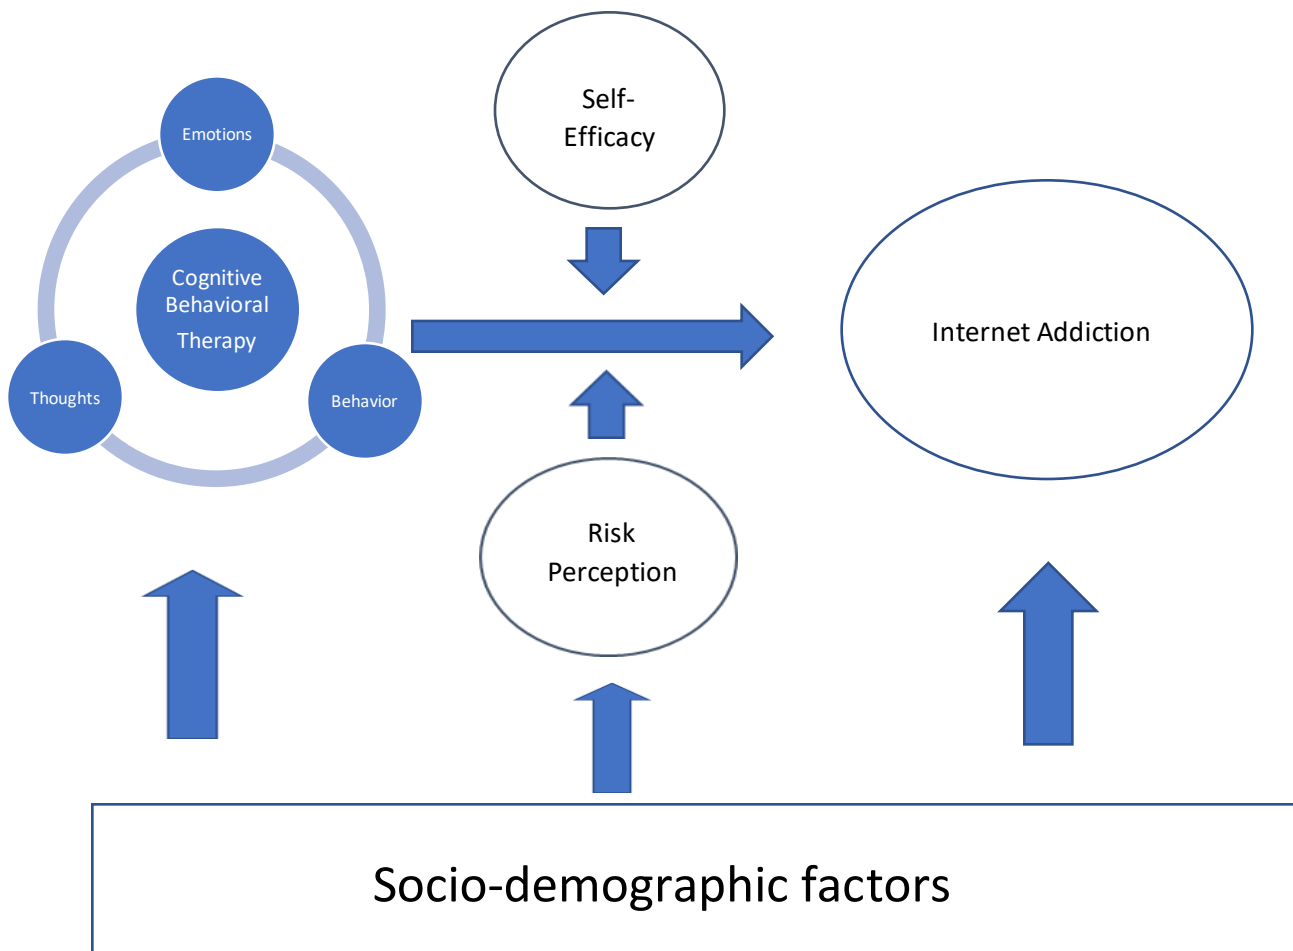 Emotions
Cognitive
Behavioral
Therapy
Thoughts
Behavior
Self-
Efficacy
Internet Addiction
Risk
Perception
Socio-demographic factors